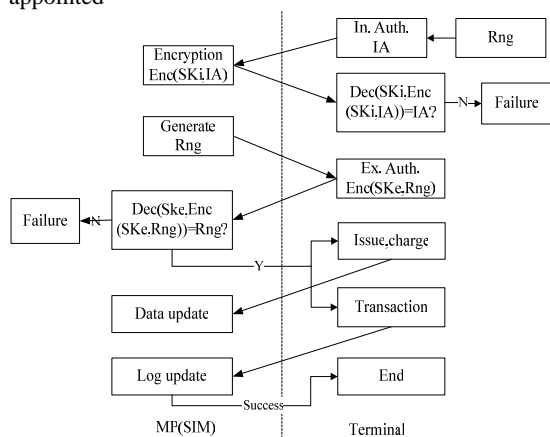 appointed
In. Auth.
IA
Rng
Encryption
Enc(SKi,IA)
Dec(SKi,Enc
(SKi,IA))=IA?
N
Failure
Generate
Rng
Ex. Auth.
Enc(SKe,Rng)
Dec(Ske,Enc
(SKe,Rng))=Rng?
N
Failure
Y
Issue,charge
Data update
Transaction
Log update
Success
End
MP(SIM)
Terminal